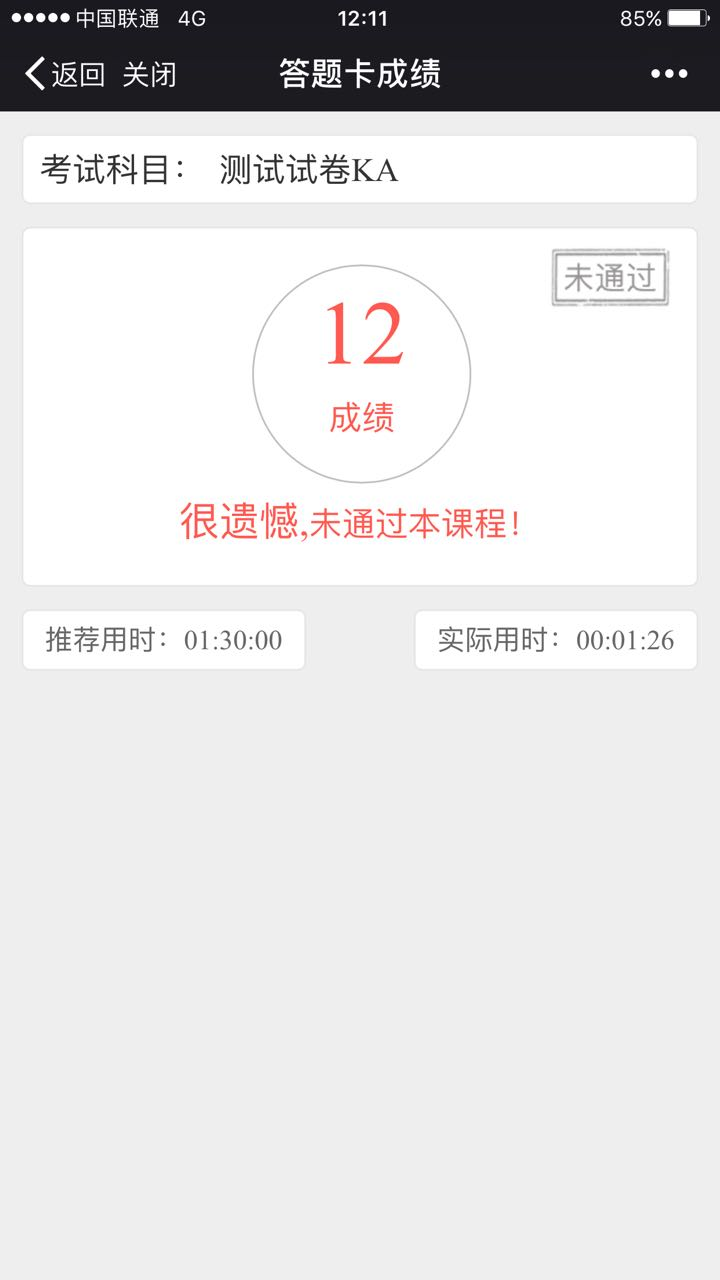 中国联通 4G 12:11 85%
返回 关闭 答题卡成绩
考试科目： 测试试卷KA
未通过
12
成绩
很遗憾,未通过本课程！
推荐用时：01:30:00 实际用时：00:01:26